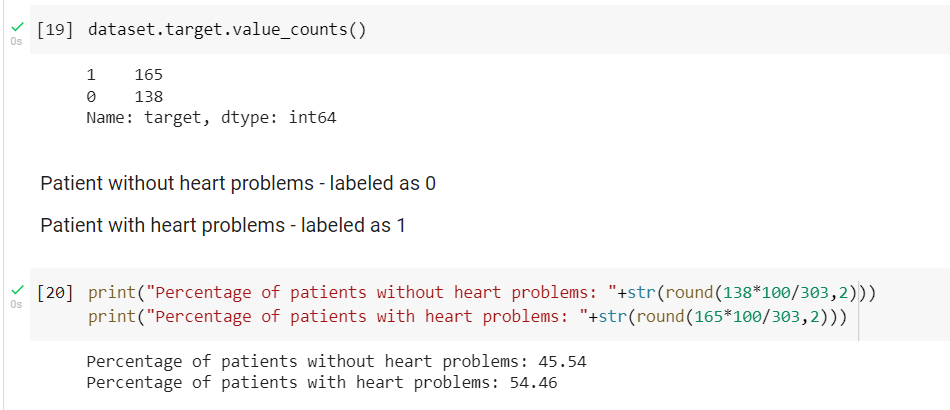 [19] dataset.target.value_counts()
0s
1    165
0    138
Name: target, dtype: int64
Patient without heart problems - labeled as 0
Patient with heart problems - labeled as 1
[20] print("Percentage of patients without heart problems: "+str(round(138*100/303,2)))
0s print("Percentage of patients with heart problems: "+str(round(165*100/303,2)))
Percentage of patients without heart problems: 45.54
Percentage of patients with heart problems: 54.46